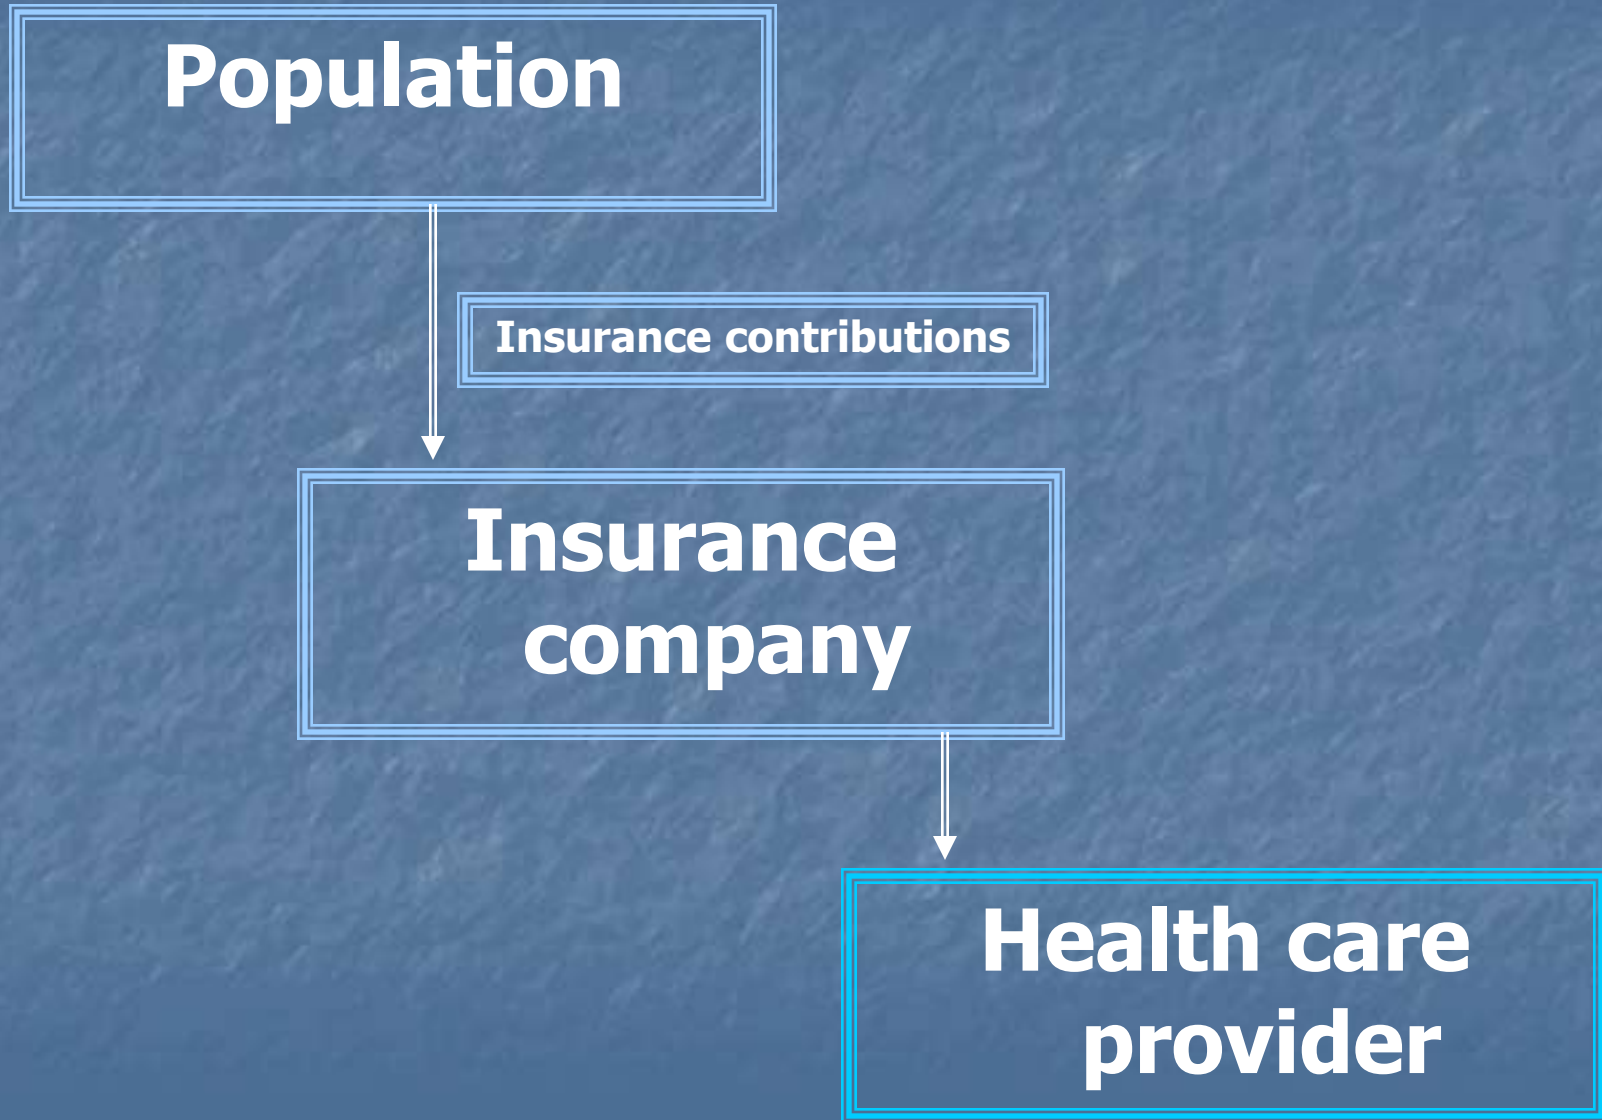 Population
Insurance contributions
Insurance
company
Health care
provider